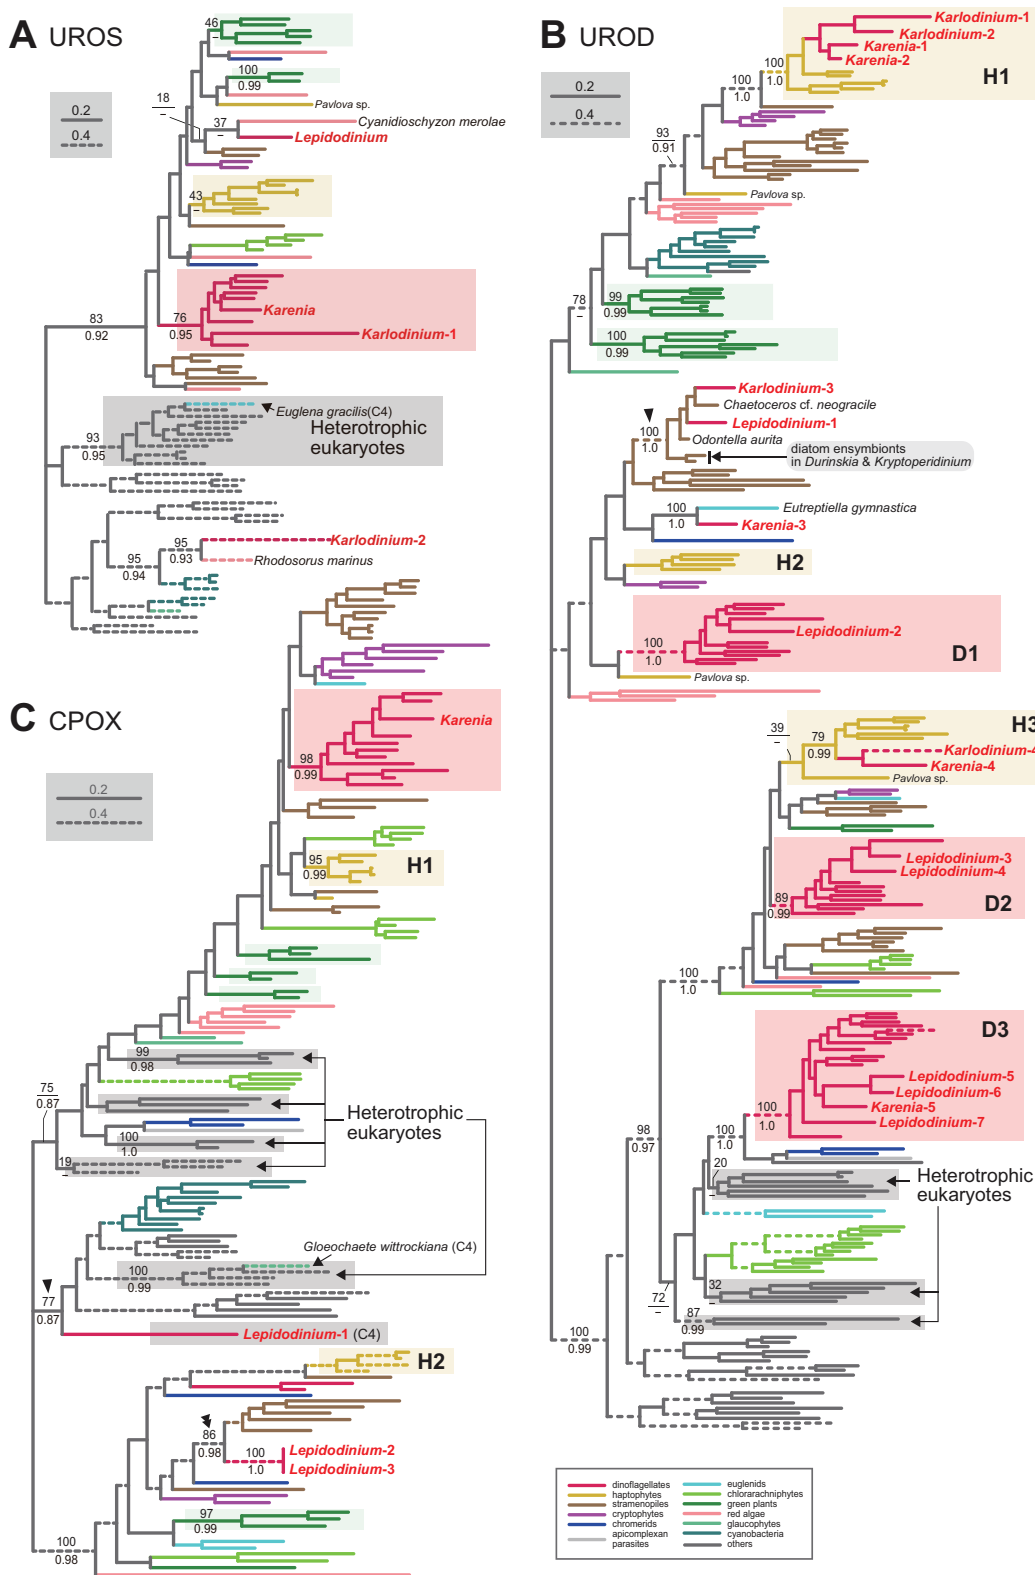 A UROS
0.2
0.4
46
–
100
0.99
Pavlova sp.
18
–
37
–
Cyanidioschyzon merolae
Lepidodinium
43
–
83
0.92
76
0.95
Karenia
Karlodinium-1
Euglena gracilis(C4)
Heterotrophic
eukaryotes
93
0.95
95
0.94
95
0.93
Karlodinium-2
Rhodosorus marinus
B UROD
0.2
0.4
Karlodinium-1
Karlodinium-2
Karenia-1
Karenia-2
H1
100
1.0
100
1.0
93
0.91
Pavlova sp.
78
–
99
0.99
100
0.99
Karlodinium-3
Chaetoceros cf. neogracile
Lepidodinium-1
100
1.0
Odontella aurita
diatom ensymbionts
in Durinskia & Kryptoperidinium
100
1.0
Eutreptiella gymnastica
Karenia-3
H2
100
1.0
Lepidodinium-2
D1
Pavlova sp.
39
–
79
0.99
H3
Karlodinium-4
Karenia-4
Pavlova sp.
Lepidodinium-3
Lepidodinium-4
89
0.99
D2
100
1.0
D3
Lepidodinium-5
Lepidodinium-6
Karenia-5
Lepidodinium-7
100
1.0
100
1.0
98
0.97
20
–
Heterotrophic
eukaryotes
32
–
72
–
87
0.99
100
0.99
C CPOX
0.2
0.4
Karenia
98
0.99
95
0.99
H1
99
0.98
75
0.87
Heterotrophic
eukaryotes
100
1.0
19
–
Gloeochaete wittrockiana (C4)
100
0.99
77
0.87
Lepidodinium-1 (C4)
H2
86
0.98
100
1.0
Lepidodinium-2
Lepidodinium-3
97
0.99
100
0.98
dinoflagellates
haptophytes
stramenopiles
cryptophytes
chromerids
apicomplexan
parasites
euglenids
chlorarachniphytes
green plants
red algae
glaucophytes
cyanobacteria
others